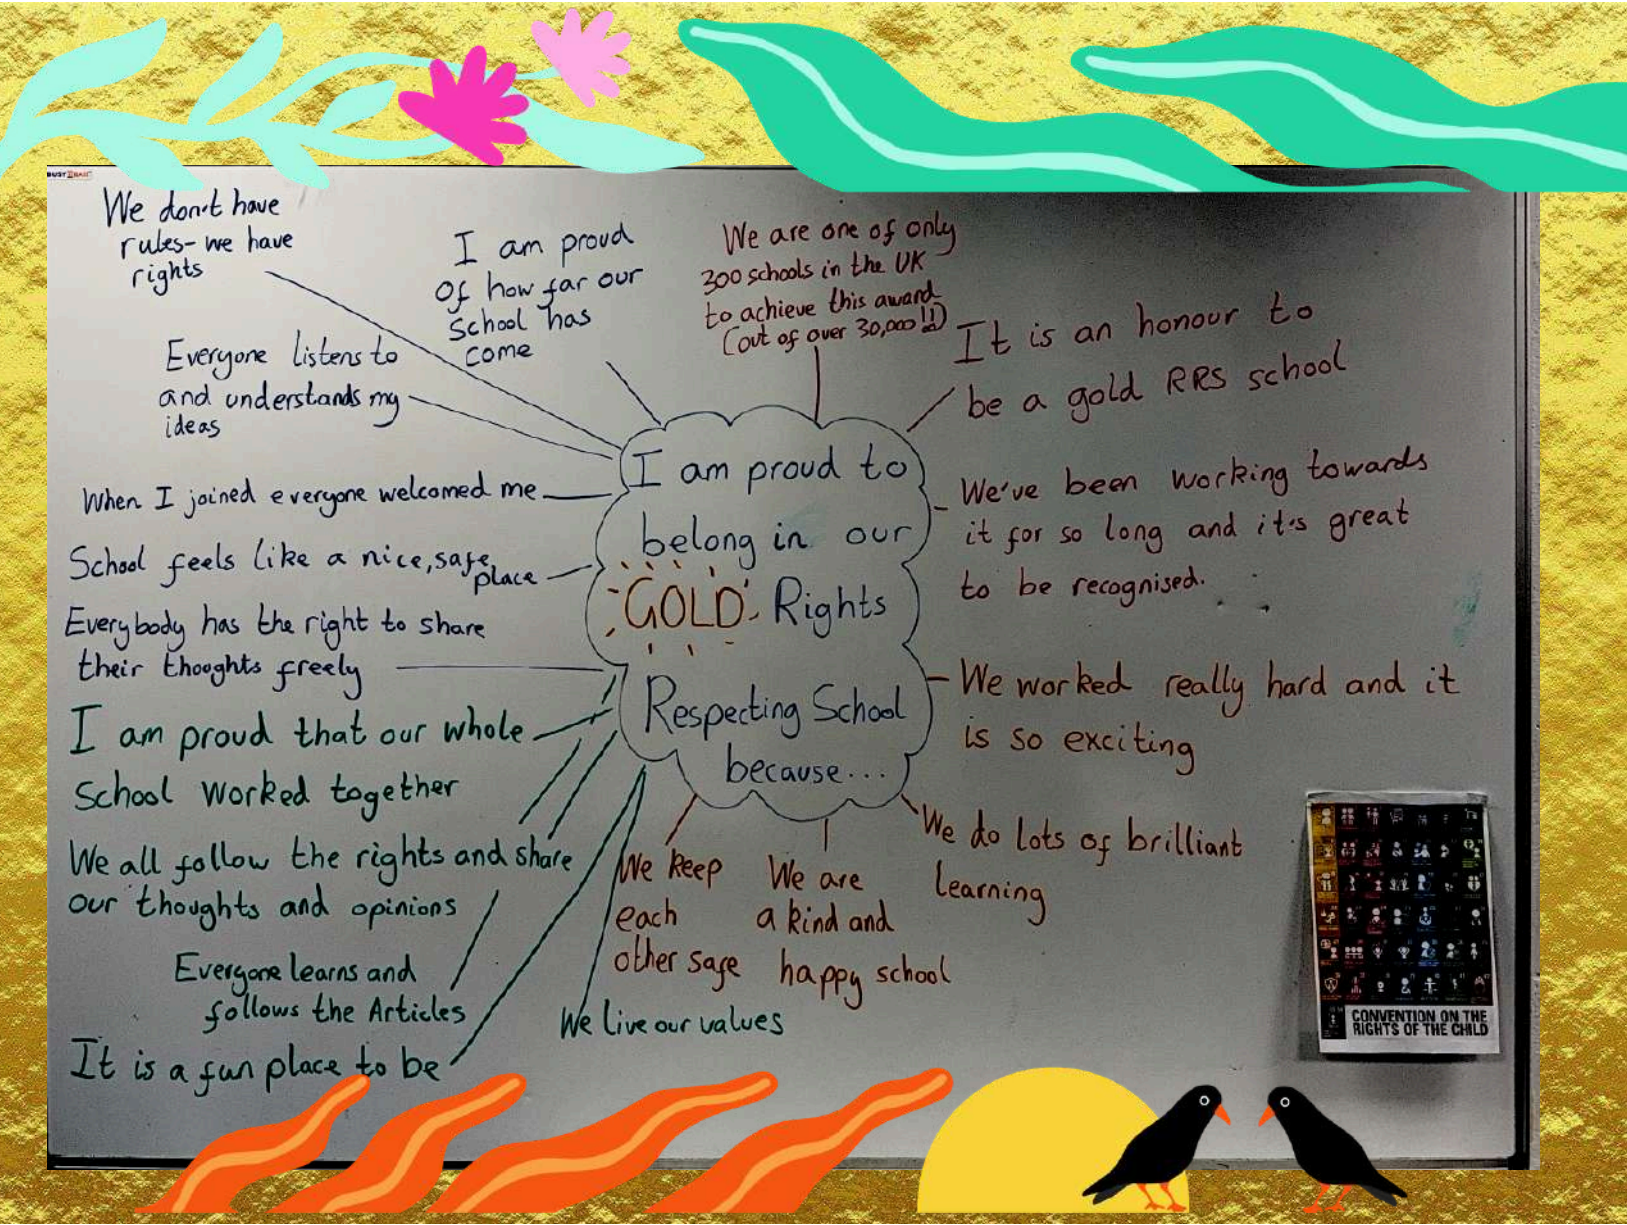 We don't have
rules- we have
rights
I am proud
of how far our
school has
come
We are one of only
300 schools in the UK
to achieve this award
(out of over 30,000!!)
It is an honour to
be a gold RRS school
Everyone listens to
and understands my
ideas
When I joined everyone welcomed me
School feels like a nice, safe
place
Everybody has the right to share
their thoughts freely
I am proud that our whole
School worked together
We all follow the rights and share
our thoughts and opinions
Everyone learns and
follows the Articles
It is a fun place to be
I am proud to
belong in our
GOLD Rights
Respecting School
because...
We've been working towards
it for so long and it's great
to be recognised.
We worked really hard and it
is so exciting
We do lots of brilliant
learning
We keep
each
other safe
We are
a kind and
happy school
We live our values
CONVENTION ON THE
RIGHTS OF THE CHILD